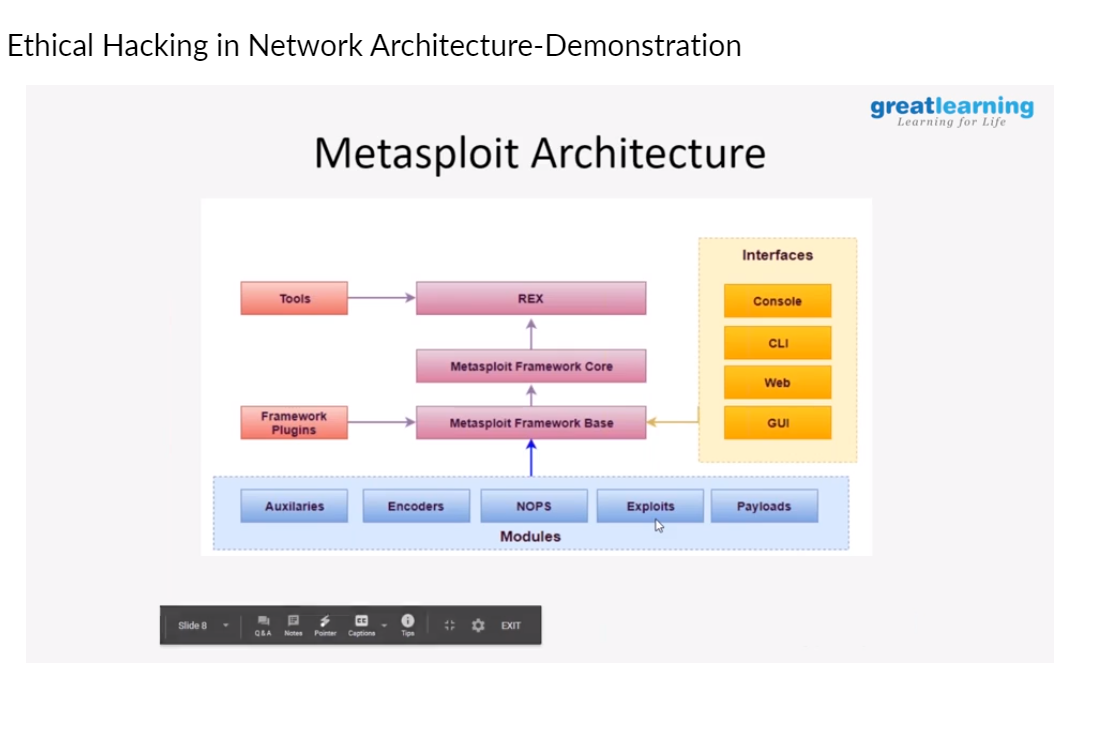 Ethical Hacking in Network Architecture-Demonstration
greatlearning
Learning for Life
Metasploit Architecture
Interfaces
Tools
REX
Console
CLI
Metasploit Framework Core
Web
Framework
Plugins
Metasploit Framework Base
GUI
Auxilaries
Encoders
NOPS
Exploits
Payloads
Modules
Slide 8
Q&A
Notes
Pointer
CC
Captions
Tips
EXIT